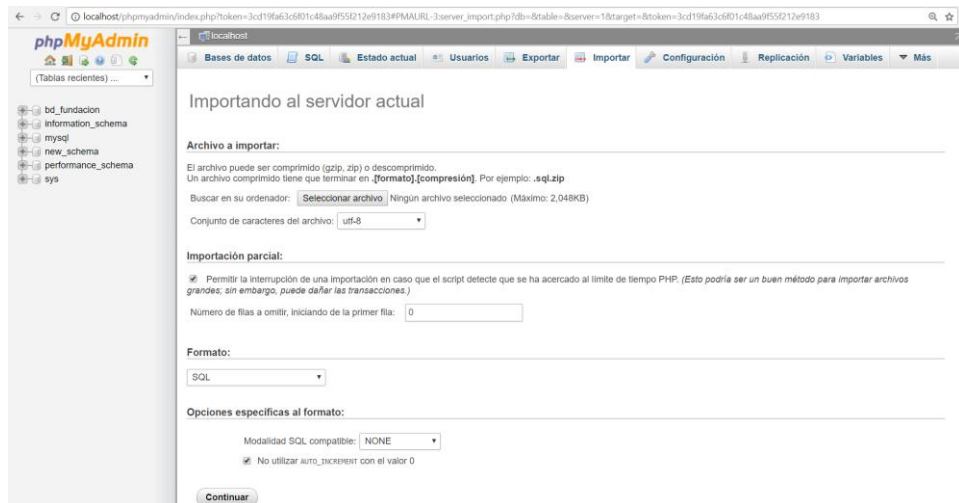 localhost/phpmyadmin/index.php?token=3cd19fa63c6f01c48aa9f55f212e9183#PMAURL-3:server_import.php?db=&table=&server=1&target=&token=3cd19fa63c6f01c48aa9f55f212e9183
phpMyAdmin
(Tablas recientes) ...
bd_fundacion
information_schema
mysql
new_schema
performance_schema
sys
localhost
Bases de datos SQL Estado actual Usuarios Exportar Importar Configuración Replicación Variables Más
Importando al servidor actual
Archivo a importar:
El archivo puede ser comprimido (gzip, zip) o descomprimido.
Un archivo comprimido tiene que terminar en .[formato].[compresión]. Por ejemplo: .sql.zip
Buscar en su ordenador: Seleccionar archivo Ningún archivo seleccionado (Máximo: 2,048KB)
Conjunto de caracteres del archivo: utf-8
Importación parcial:
Permitir la interrupción de una importación en caso que el script detecte que se ha acercado al límite de tiempo PHP. (Esto podría ser un buen método para importar archivos
grandes; sin embargo, puede dañar las transacciones.)
Número de filas a omitir, iniciando de la primer fila: 0
Formato:
SQL
Opciones específicas al formato:
Modalidad SQL compatible: NONE
No utilizar AUTO_INCREMENT con el valor 0
Continuar